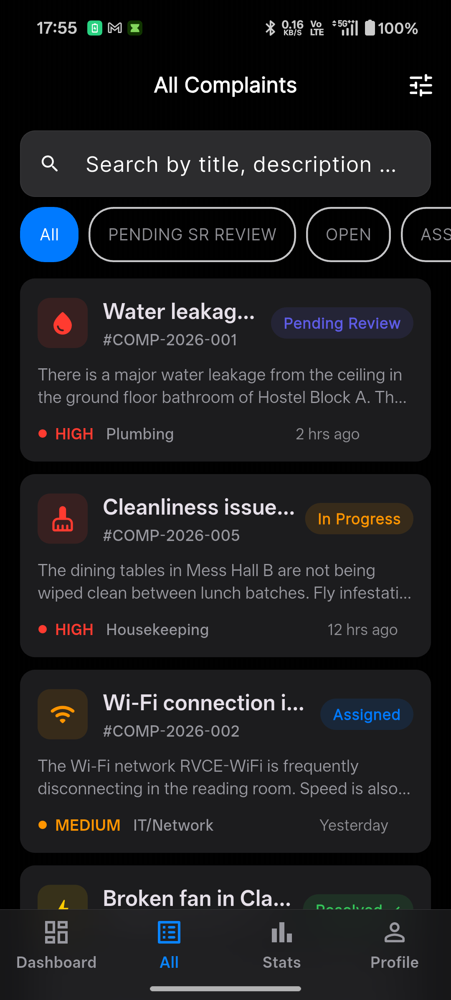 17:55
0.16 KB/S Vo LTE 5G++ 100%
All Complaints
Search by title, description ...
All PENDING SR REVIEW OPEN ASS
Water leakag... Pending Review
#COMP-2026-001
There is a major water leakage from the ceiling in
the ground floor bathroom of Hostel Block A. Th...
HIGH Plumbing 2 hrs ago
Cleanliness issue... In Progress
#COMP-2026-005
The dining tables in Mess Hall B are not being
wiped clean between lunch batches. Fly infestati...
HIGH Housekeeping 12 hrs ago
Wi-Fi connection i... Assigned
#COMP-2026-002
The Wi-Fi network RVCE-WiFi is frequently
disconnecting in the reading room. Speed is also...
MEDIUM IT/Network Yesterday
Broken fan in Cla... Resolved ✓
Dashboard All Stats Profile